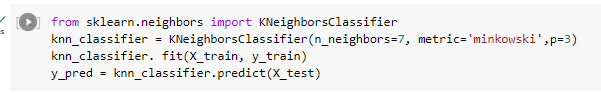 from sklearn.neighbors import KNeighborsClassifier
knn_classifier = KNeighborsClassifier(n_neighbors=7, metric='minkowski',p=3)
knn_classifier. fit(X_train, y_train)
y_pred = knn_classifier.predict(X_test)